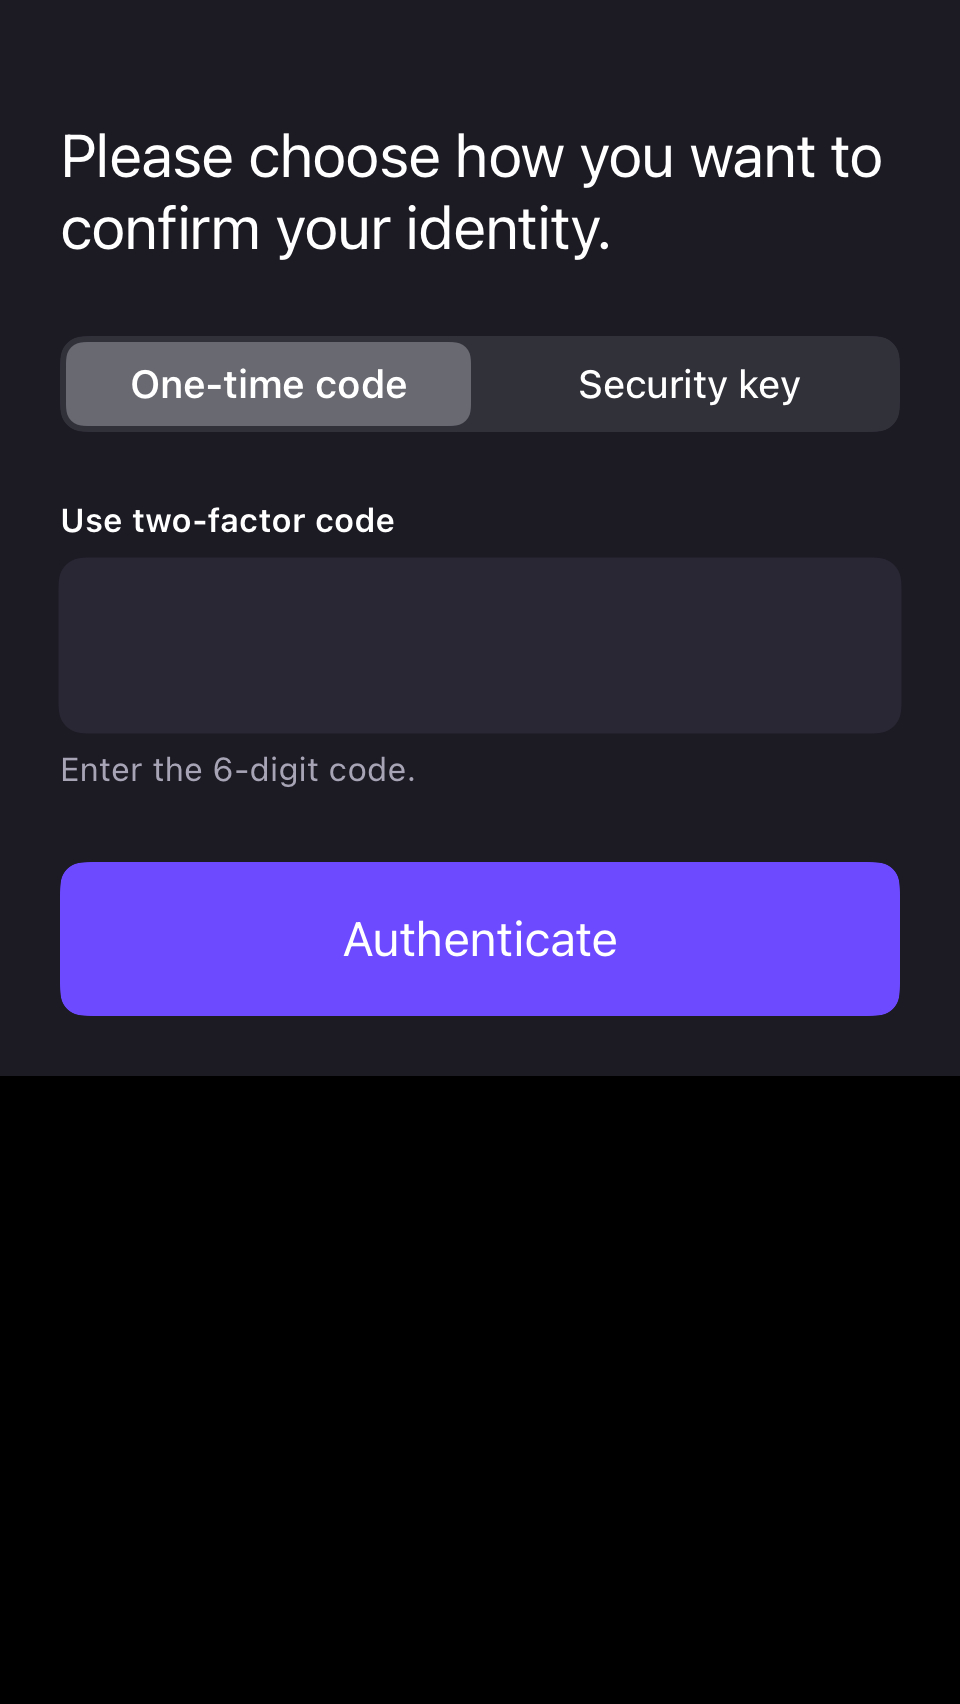 Please choose how you want to
confirm your identity.
One-time code
Security key
Use two-factor code
Enter the 6-digit code.
Authenticate